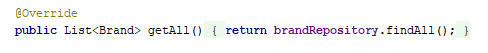 @Override
public List<Brand> getAll() { return brandRepository.findAll(); }